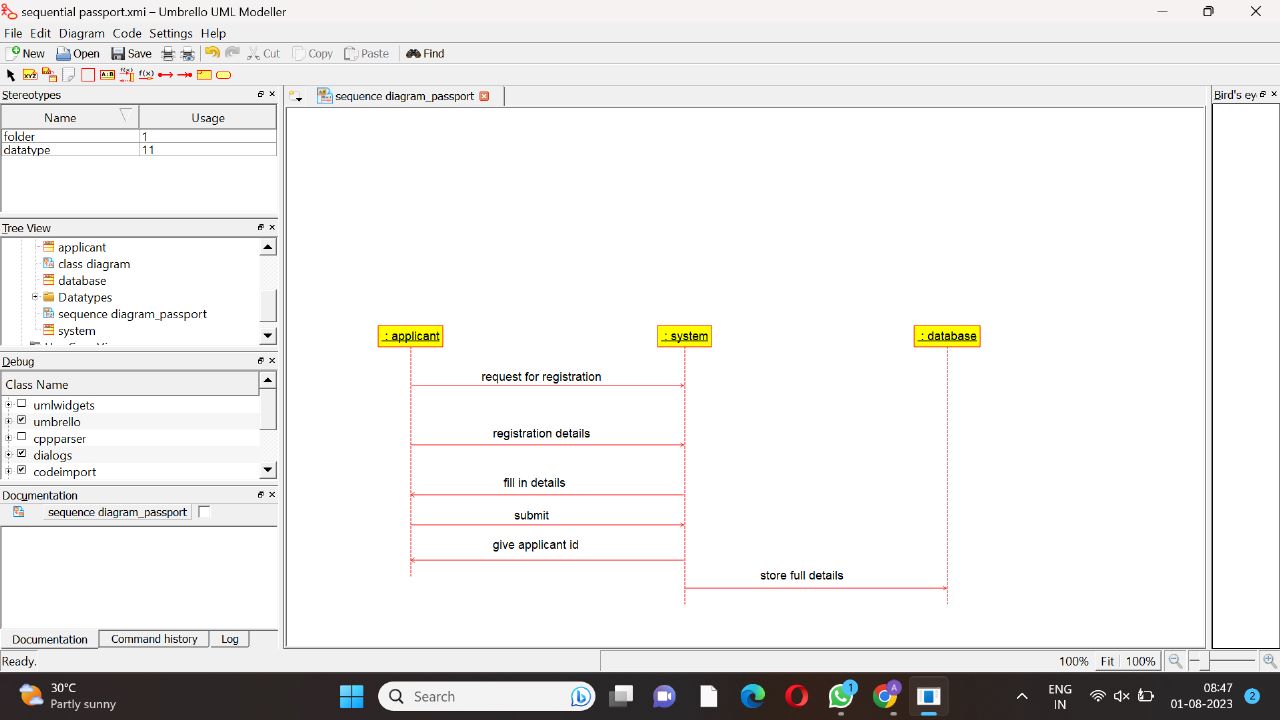 sequential passport.xmi – Umbrello UML Modeller
File Edit Diagram Code Settings Help
New Open Save Cut Copy Paste Find
Stereotypes
Name Usage
folder 1
datatype 11
Tree View
applicant
class diagram
database
Datatypes
sequence diagram_passport
system
Debug
Class Name
umlwidgets
umbrello
cppparser
dialogs
codeimport
Documentation
sequence diagram_passport
Documentation Command history Log
Ready.
sequence diagram_passport
Bird's ey
: applicant : system : database
request for registration
registration details
fill in details
submit
give applicant id
store full details
100% Fit 100%
30°C
Partly sunny
Search
1
A
ENG
IN
08:47
01-08-2023
2